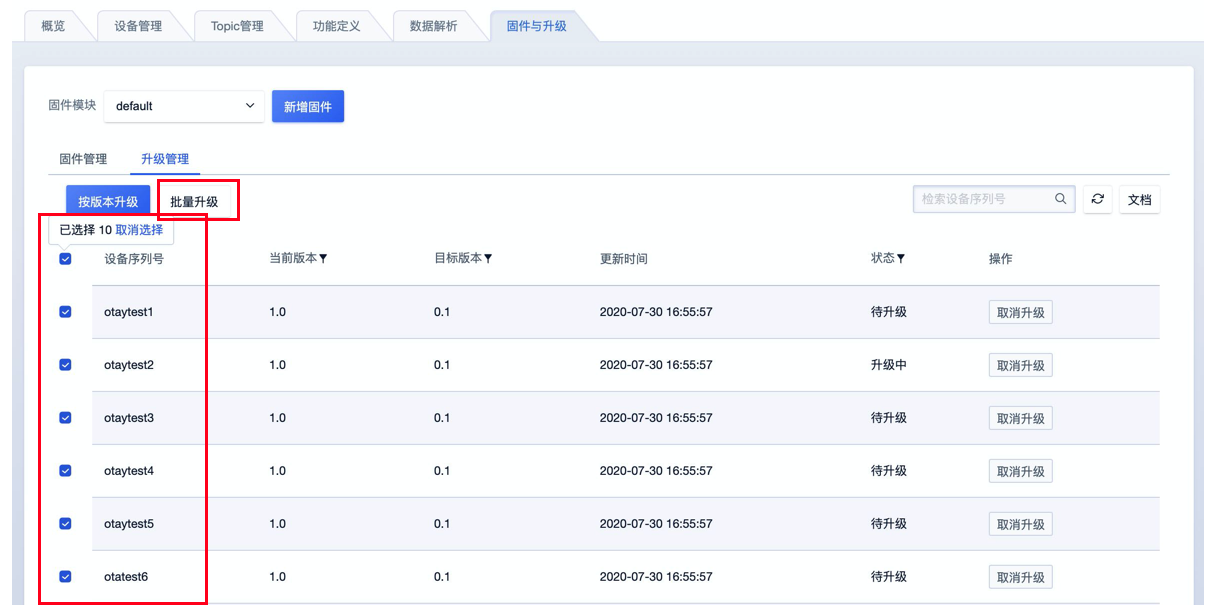 概览 设备管理 Topic管理 功能定义 数据解析 固件与升级
固件模块 default 新增固件
固件管理 升级管理
按版本升级 批量升级 检索设备序列号 文档
已选择 10 取消选择
设备序列号 当前版本 目标版本 更新时间 状态 操作
otaytest1 1.0 0.1 2020-07-30 16:55:57 待升级 取消升级
otaytest2 1.0 0.1 2020-07-30 16:55:57 升级中 取消升级
otaytest3 1.0 0.1 2020-07-30 16:55:57 待升级 取消升级
otaytest4 1.0 0.1 2020-07-30 16:55:57 待升级 取消升级
otaytest5 1.0 0.1 2020-07-30 16:55:57 待升级 取消升级
otatest6 1.0 0.1 2020-07-30 16:55:57 待升级 取消升级